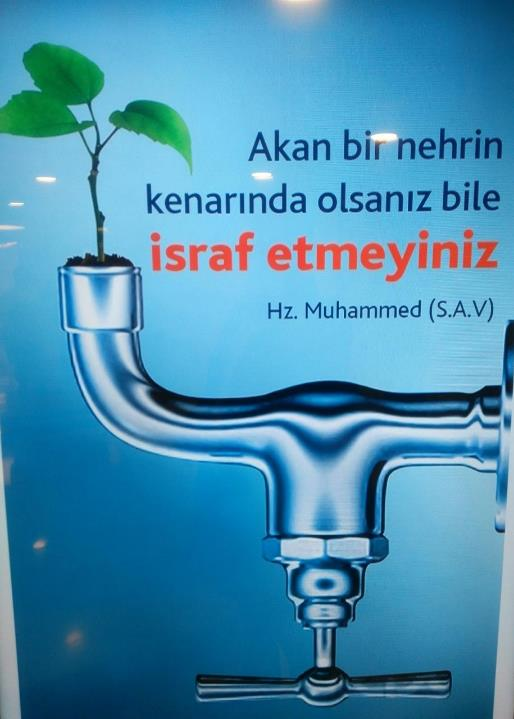 Akan bir nehrin
kenarında olsanız bile
israf etmeyiniz
Hz. Muhammed (S.A.V)